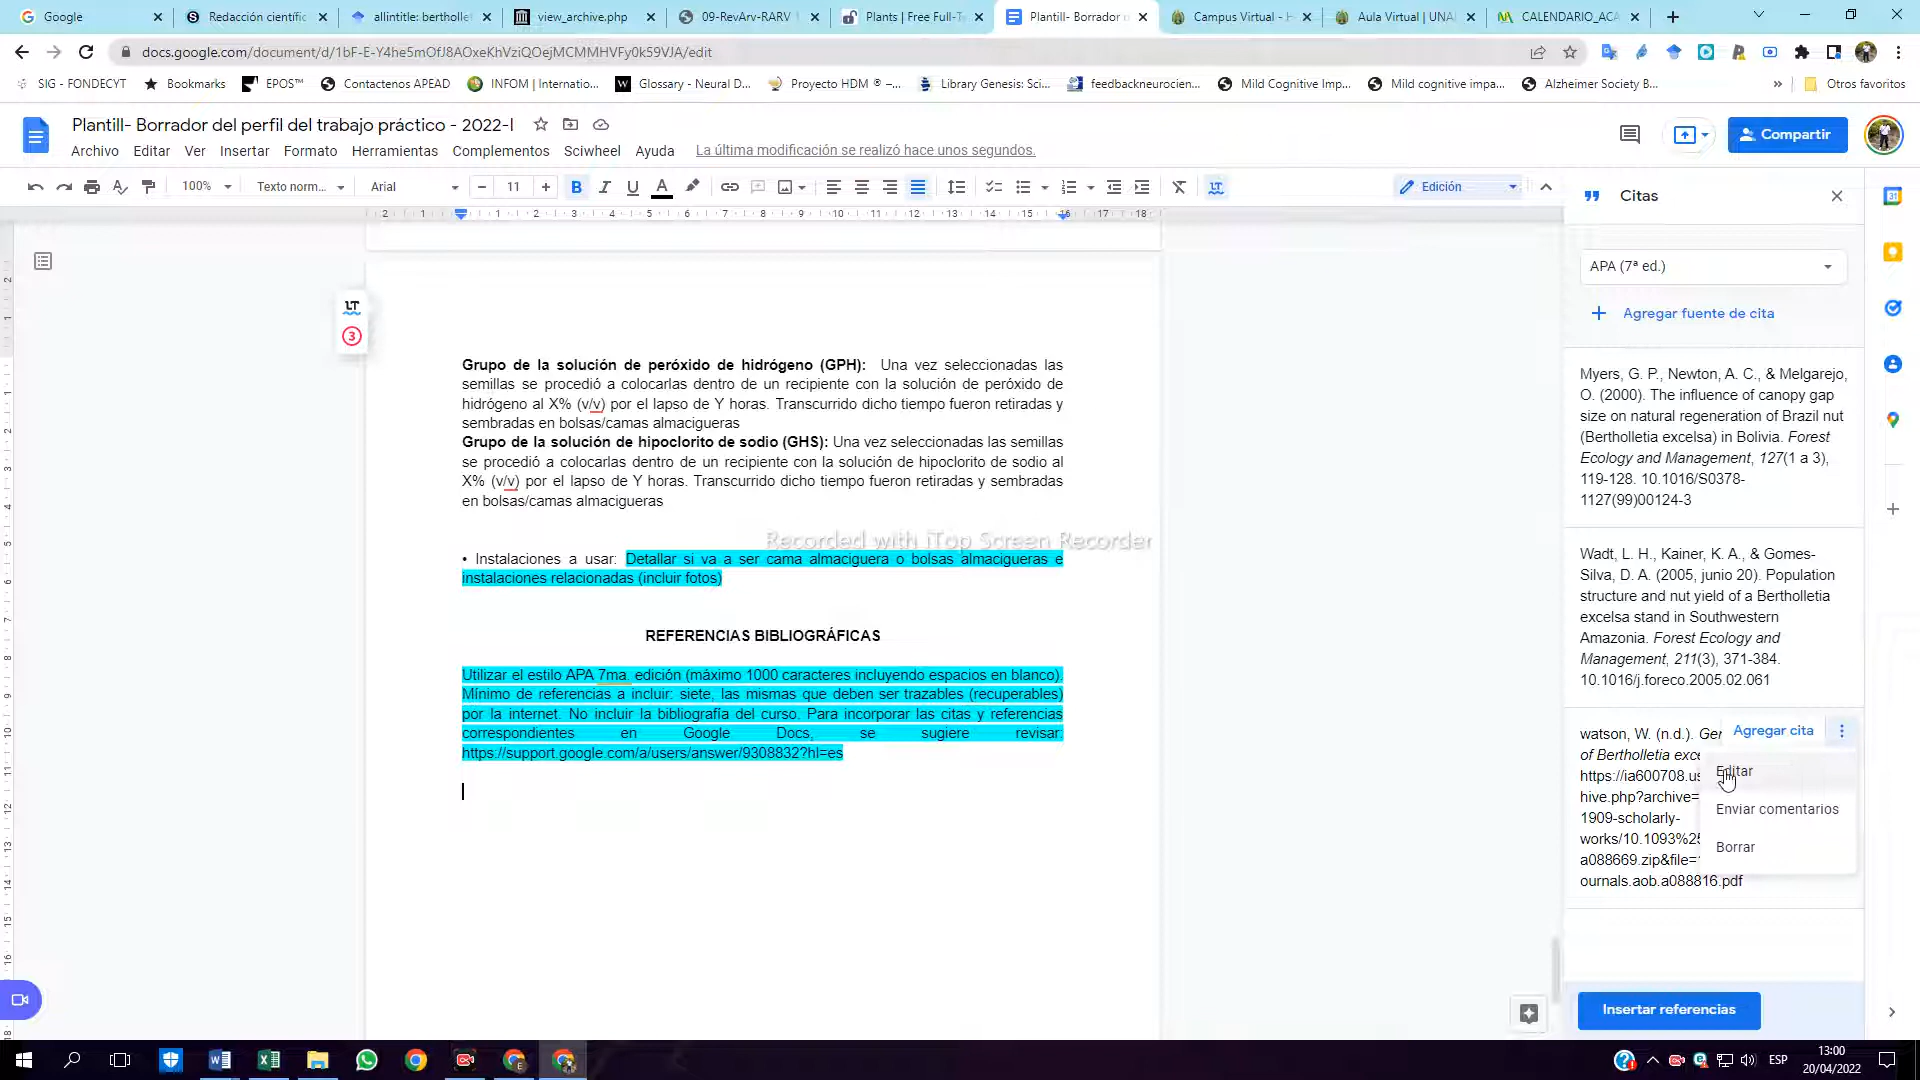 Google
Redacción científic
allintitle: bertholle
view_archive.php
09-RevArv-RARV
Plants | Free Full-Te
Plantill- Borrador
Campus Virtual - H
Aula Virtual | UNA
CALENDARIO_ACA
docs.google.com/document/d/1bF-E-Y4he5mOfJ8AOxeKhVziQOejMCMMHVFy0k59VJA/edit
SIG - FONDECYT
Bookmarks
EPOS™
Contactenos APEAD
INFOM | Internatio...
Glossary - Neural D...
Proyecto HDM ® –...
Library Genesis: Sci...
feedbackneurocien...
Mild Cognitive Imp...
Mild cognitive impa...
Alzheimer Society B...
Otros favoritos
Plantill- Borrador del perfil del trabajo práctico - 2022-I
Archivo Editar Ver Insertar Formato Herramientas Complementos Sciwheel Ayuda
La última modificación se realizó hace unos segundos.
Compartir
100% Texto norm... Arial 11
Edición
Citas
APA (7ª ed.)
Agregar fuente de cita
Grupo de la solución de peróxido de hidrógeno (GPH): Una vez seleccionadas las
semillas se procedió a colocarlas dentro de un recipiente con la solución de peróxido de
hidrógeno al X% (v/v) por el lapso de Y horas. Transcurrido dicho tiempo fueron retiradas y
sembradas en bolsas/camas almacigueras
Grupo de la solución de hipoclorito de sodio (GHS): Una vez seleccionadas las semillas
se procedió a colocarlas dentro de un recipiente con la solución de hipoclorito de sodio al
X% (v/v) por el lapso de Y horas. Transcurrido dicho tiempo fueron retiradas y sembradas
en bolsas/camas almacigueras
Recorded with iTop Screen Recorder
• Instalaciones a usar: Detallar si va a ser cama almaciguera o bolsas almacigueras e
instalaciones relacionadas (incluir fotos)
REFERENCIAS BIBLIOGRÁFICAS
Utilizar el estilo APA 7ma. edición (máximo 1000 caracteres incluyendo espacios en blanco).
Mínimo de referencias a incluir: siete, las mismas que deben ser trazables (recuperables)
por la internet. No incluir la bibliografía del curso. Para incorporar las citas y referencias
correspondientes en Google Docs, se sugiere revisar:
https://support.google.com/a/users/answer/9308832?hl=es
Myers, G. P., Newton, A. C., & Melgarejo,
O. (2000). The influence of canopy gap
size on natural regeneration of Brazil nut
(Bertholletia excelsa) in Bolivia. Forest
Ecology and Management, 127(1 a 3),
119-128. 10.1016/S0378-
1127(99)00124-3
Wadt, L. H., Kainer, K. A., & Gomes-
Silva, D. A. (2005, junio 20). Population
structure and nut yield of a Bertholletia
excelsa stand in Southwestern
Amazonia. Forest Ecology and
Management, 211(3), 371-384.
10.1016/j.foreco.2005.02.061
watson, W. (n.d.). Ger
Agregar cita
of Bertholletia exce
https://ia600708.us
hive.php?archive=
1909-scholarly-
works/10.1093%25
a088669.zip&file=
ournals.aob.a088816.pdf
Editar
Enviar comentarios
Borrar
Insertar referencias
ESP
13:00
20/04/2022